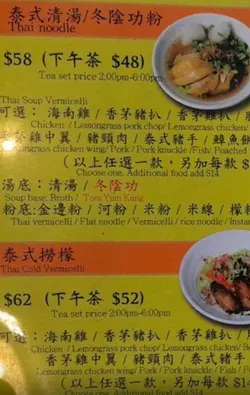 泰式清湯/冬陰功粉
Thai noodle
$58 (下午茶 $48)
Tea set price 2:00pm-6:00pm
Thai Soup Vermicelli
可選：海南雞 / 香茅豬扒 / 香茅雞扒 /
Chicken / Lemongrass pork chop/ Lemongrass chicken
茅雞中翼 / 豬頸肉 / 泰式豬手 / 鱆魚餅
Lemongrass chicken wing/ Pork / Pork knuckle /Fish/ Poached
(以上任選一款，另加每款 $
Choose one, Additional food add $14
湯底：清湯 / 冬陰功
Soup base: Broth / Tom Yum Kung
粉底:金邊粉 / 河粉 / 米粉 / 米線 / 檬粉
Thai vermicelli / Flat noodle / Vermicelli / rice noodle /
泰式撈檬
Thai Cold Vermicelli
$62 (下午茶 $52)
Tea set price 2:00pm-6:00pm
可選：海南雞 / 香茅豬扒 / 香茅雞扒 /
Chicken / Lemongrass pork chop/ Lemongrass chicken /
香茅雞中翼 / 豬頸肉 / 泰式豬手
Lemongrass chicken wing/ Pork / Pork knuckle / Fish /
(以上任選一款，另加每款
Choose one, Additional food add $14